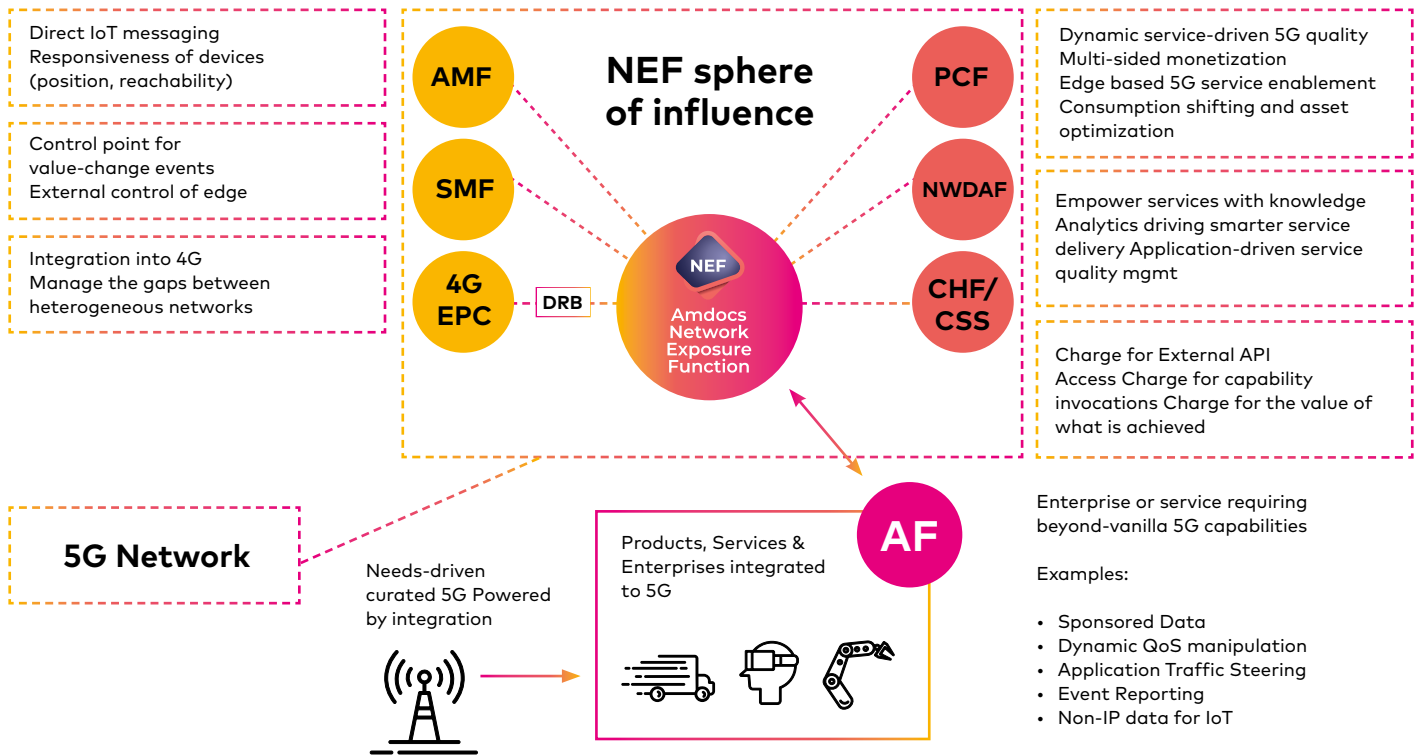 Direct IoT messaging
Responsiveness of devices
(position, reachability)
Control point for
value-change events
External control of edge
Integration into 4G
Manage the gaps between
heterogeneous networks
NEF sphere
of influence
AMF
SMF
4G
EPC
DRB
NEF
Amdocs
Network
Exposure
Function
PCF
NWDAF
CHF/
CSS
Dynamic service-driven 5G quality
Multi-sided monetization
Edge based 5G service enablement
Consumption shifting and asset
optimization
Empower services with knowledge
Analytics driving smarter service
delivery Application-driven service
quality mgmt
Charge for External API
Access Charge for capability
invocations Charge for the value of
what is achieved
5G Network
Needs-driven
curated 5G Powered
by integration
Products, Services &
Enterprises integrated
to 5G
AF
Enterprise or service requiring
beyond-vanilla 5G capabilities
Examples:
• Sponsored Data
• Dynamic QoS manipulation
• Application Traffic Steering
• Event Reporting
• Non-IP data for IoT